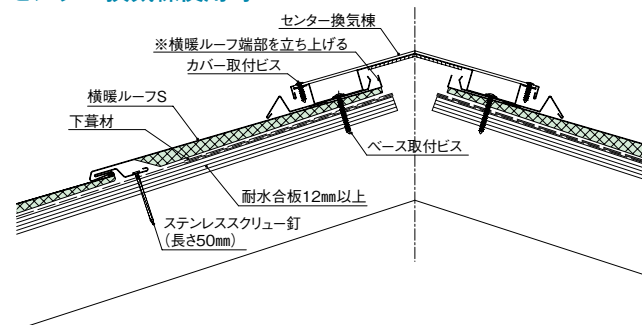 センター換気棟
※横暖ルーフ端部を立ち上げる
カバー取付ビス
横暖ルーフS
下葺材
ベース取付ビス
耐水合板12mm以上
ステンレススクリュー釘
(長さ50mm)